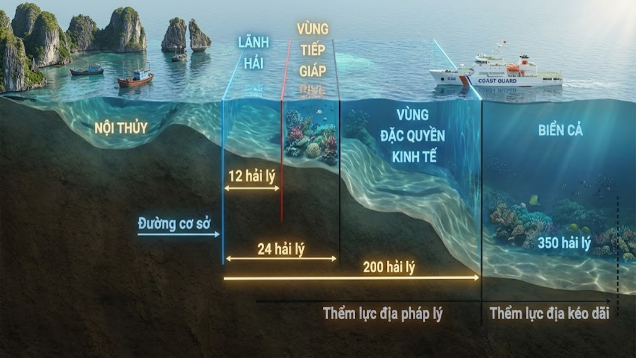 LÃNH
HẢI
VÙNG
TIẾP
GIÁP
COAST GUARD
NỘI THỦY
VÙNG
ĐẶC QUYỀN
KINH TẾ
BIỂN CẢ
12 hải lý
Đường cơ sở
24 hải lý
350 hải lý
200 hải lý
Thềm lục địa pháp lý
Thềm lục địa kéo dãi